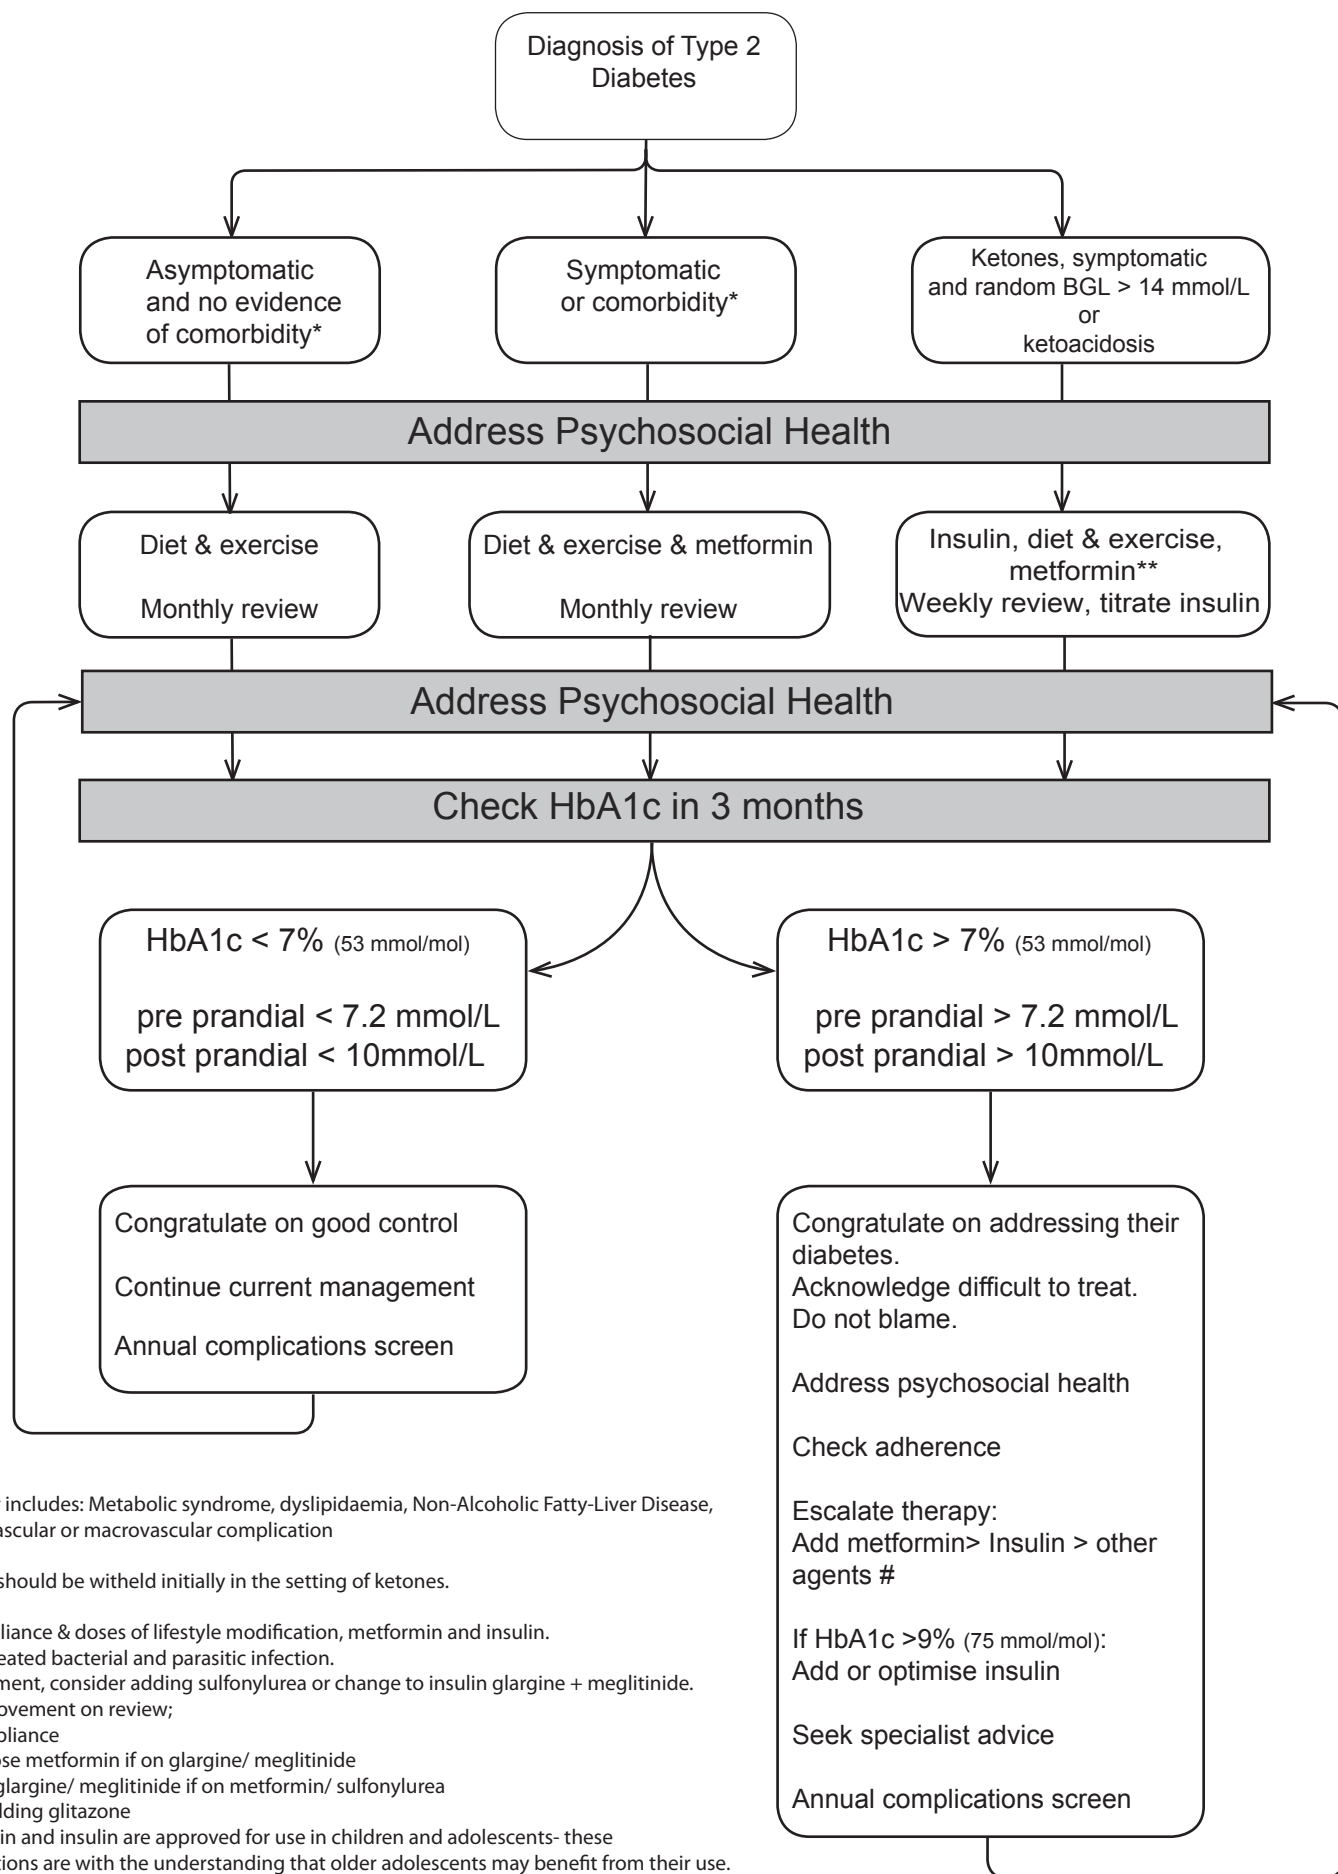 Diagnosis of Type 2
Diabetes
Asymptomatic
and no evidence
of comorbidity*
Symptomatic
or comorbidity*
Ketones, symptomatic
and random BGL > 14 mmol/L
or
ketoacidosis
Address Psychosocial Health
Diet & exercise
Monthly review
Diet & exercise & metformin
Monthly review
Insulin, diet & exercise,
metformin**
Weekly review, titrate insulin
Address Psychosocial Health
Check HbA1c in 3 months
HbA1c < 7% (53 mmol/mol)
pre prandial < 7.2 mmol/L
post prandial < 10mmol/L
HbA1c > 7% (53 mmol/mol)
pre prandial > 7.2 mmol/L
post prandial > 10mmol/L
Congratulate on good control
Continue current management
Annual complications screen
Congratulate on addressing their
diabetes.
Acknowledge difficult to treat.
Do not blame.
Address psychosocial health
Check adherence
Escalate therapy:
Add metformin> Insulin > other
agents #
If HbA1c >9% (75 mmol/mol):
Add or optimise insulin
Seek specialist advice
Annual complications screen
includes: Metabolic syndrome, dyslipidaemia, Non-Alcoholic Fatty-Liver Disease,
or macrovascular complication
should be witheld initially in the setting of ketones.
& doses of lifestyle modification, metformin and insulin.
bacterial and parasitic infection.
consider adding sulfonylurea or change to insulin glargine + meglitinide.
on review;
metformin if on glargine/ meglitinide
glargine/ meglitinide if on metformin/ sulfonylurea
glitazone
and insulin are approved for use in children and adolescents- these
are with the understanding that older adolescents may benefit from their use.